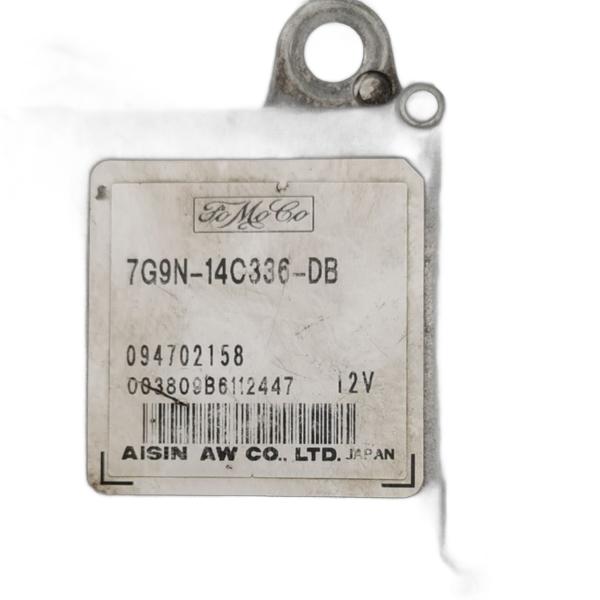 FoMoCo
7G9N-14C336-DB
094702158
003809B6112447 12V
AISIN AW CO., LTD. JAPAN